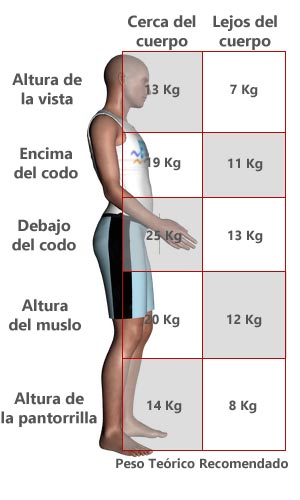 Cerca del Lejos del
cuerpo cuerpo
Altura de
la vista
13 Kg 7 Kg
Encima
del codo
19 Kg 11 Kg
Debajo
del codo
25 Kg 13 Kg
Altura
del muslo
20 Kg 12 Kg
Altura de
la pantorrilla
14 Kg 8 Kg
Peso Teórico Recomendado